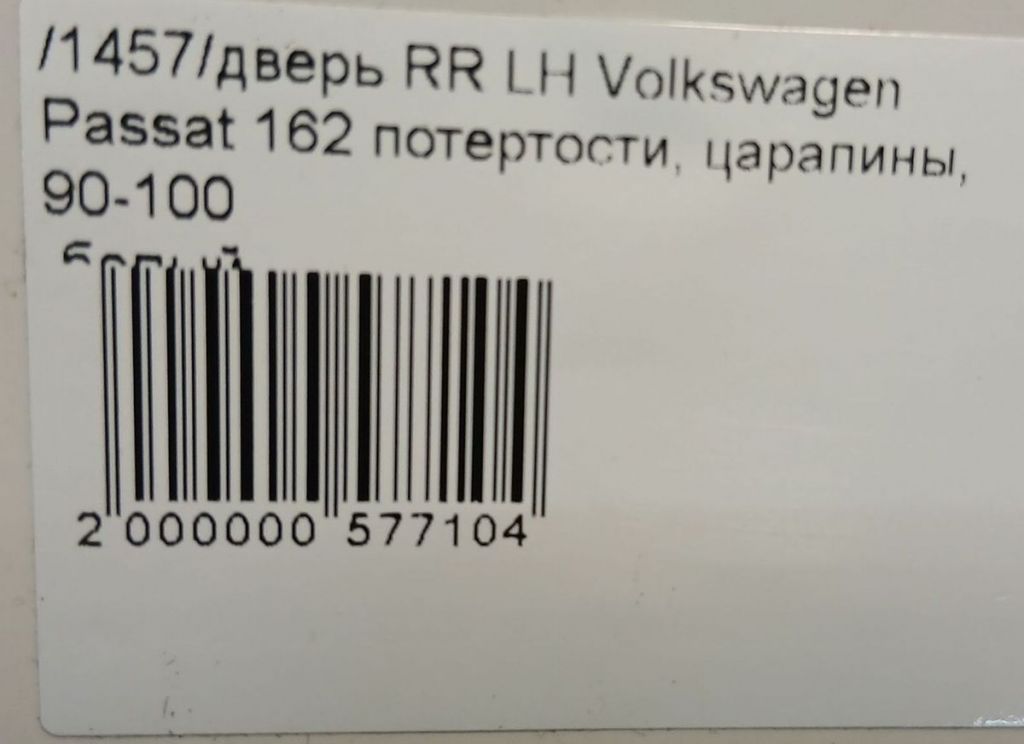 /1457/дверь RR LH Volkswagen
Passat 162 потертости, царапины,
90-100
2 000000 577104